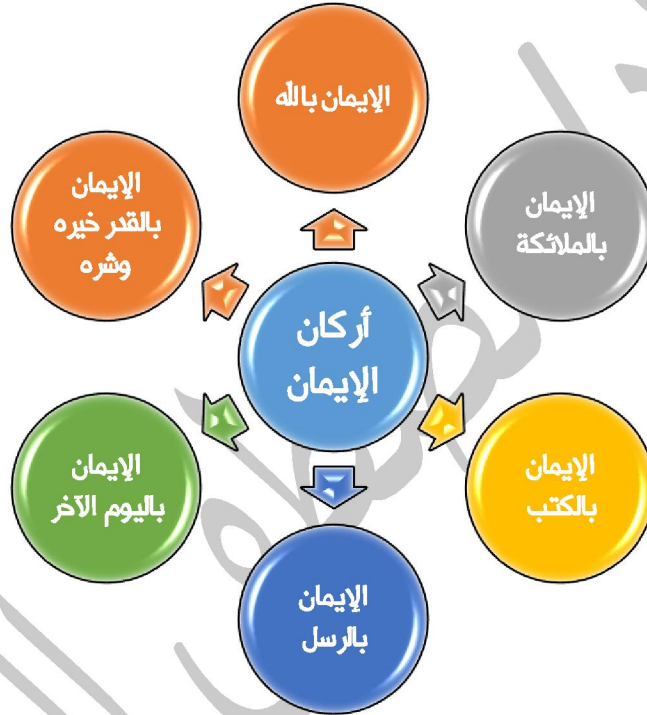 أركان
الإيمان
الإيمان بالله
الإيمان
بالملائكة
الإيمان
بالكتب
الإيمان
بالرسل
الإيمان
باليوم الآخر
الإيمان
بالقدر خيره
وشره